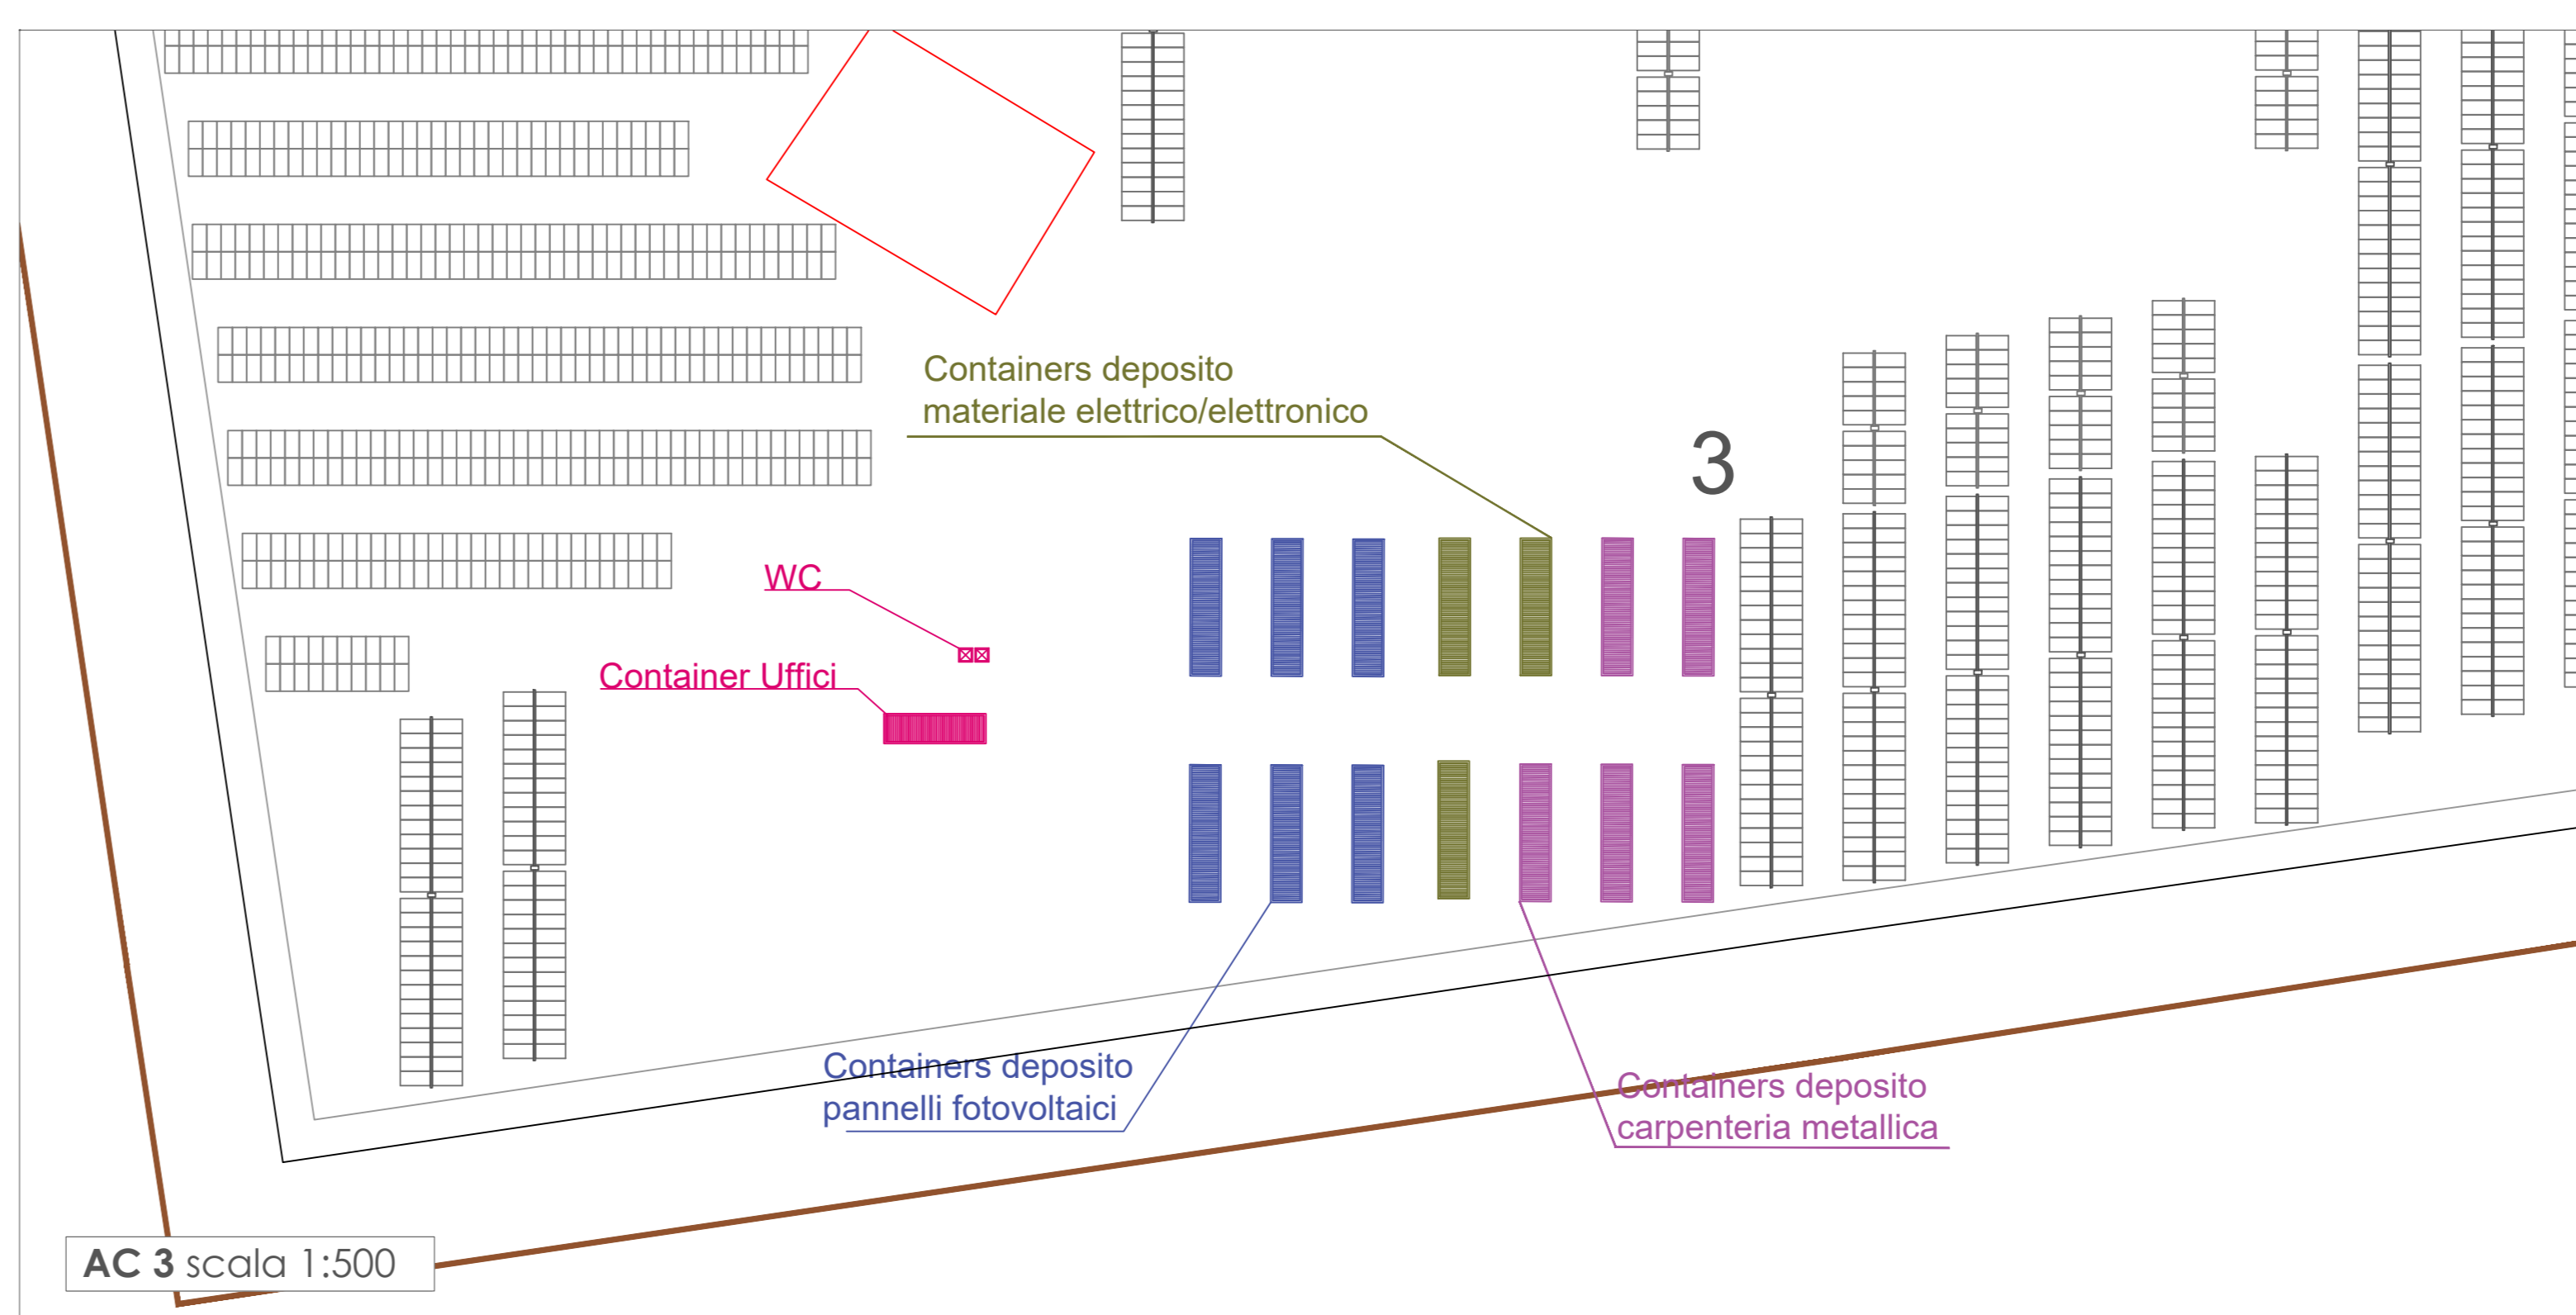 Containers deposito
materiale elettrico/elettronico
3
WC
Container Uffici
Containers deposito
pannelli fotovoltaici
Containers deposito
carpenteria metallica
AC 3 scala 1:500